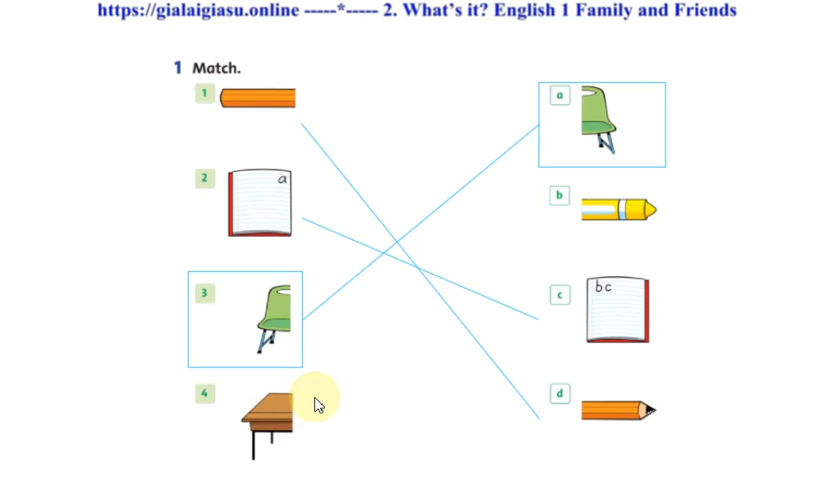 https://gialaigiasu.online -----*----- 2. What's it? English 1 Family and Friends
1 Match.
1
a
2
a
b
3
c
bc
4
d